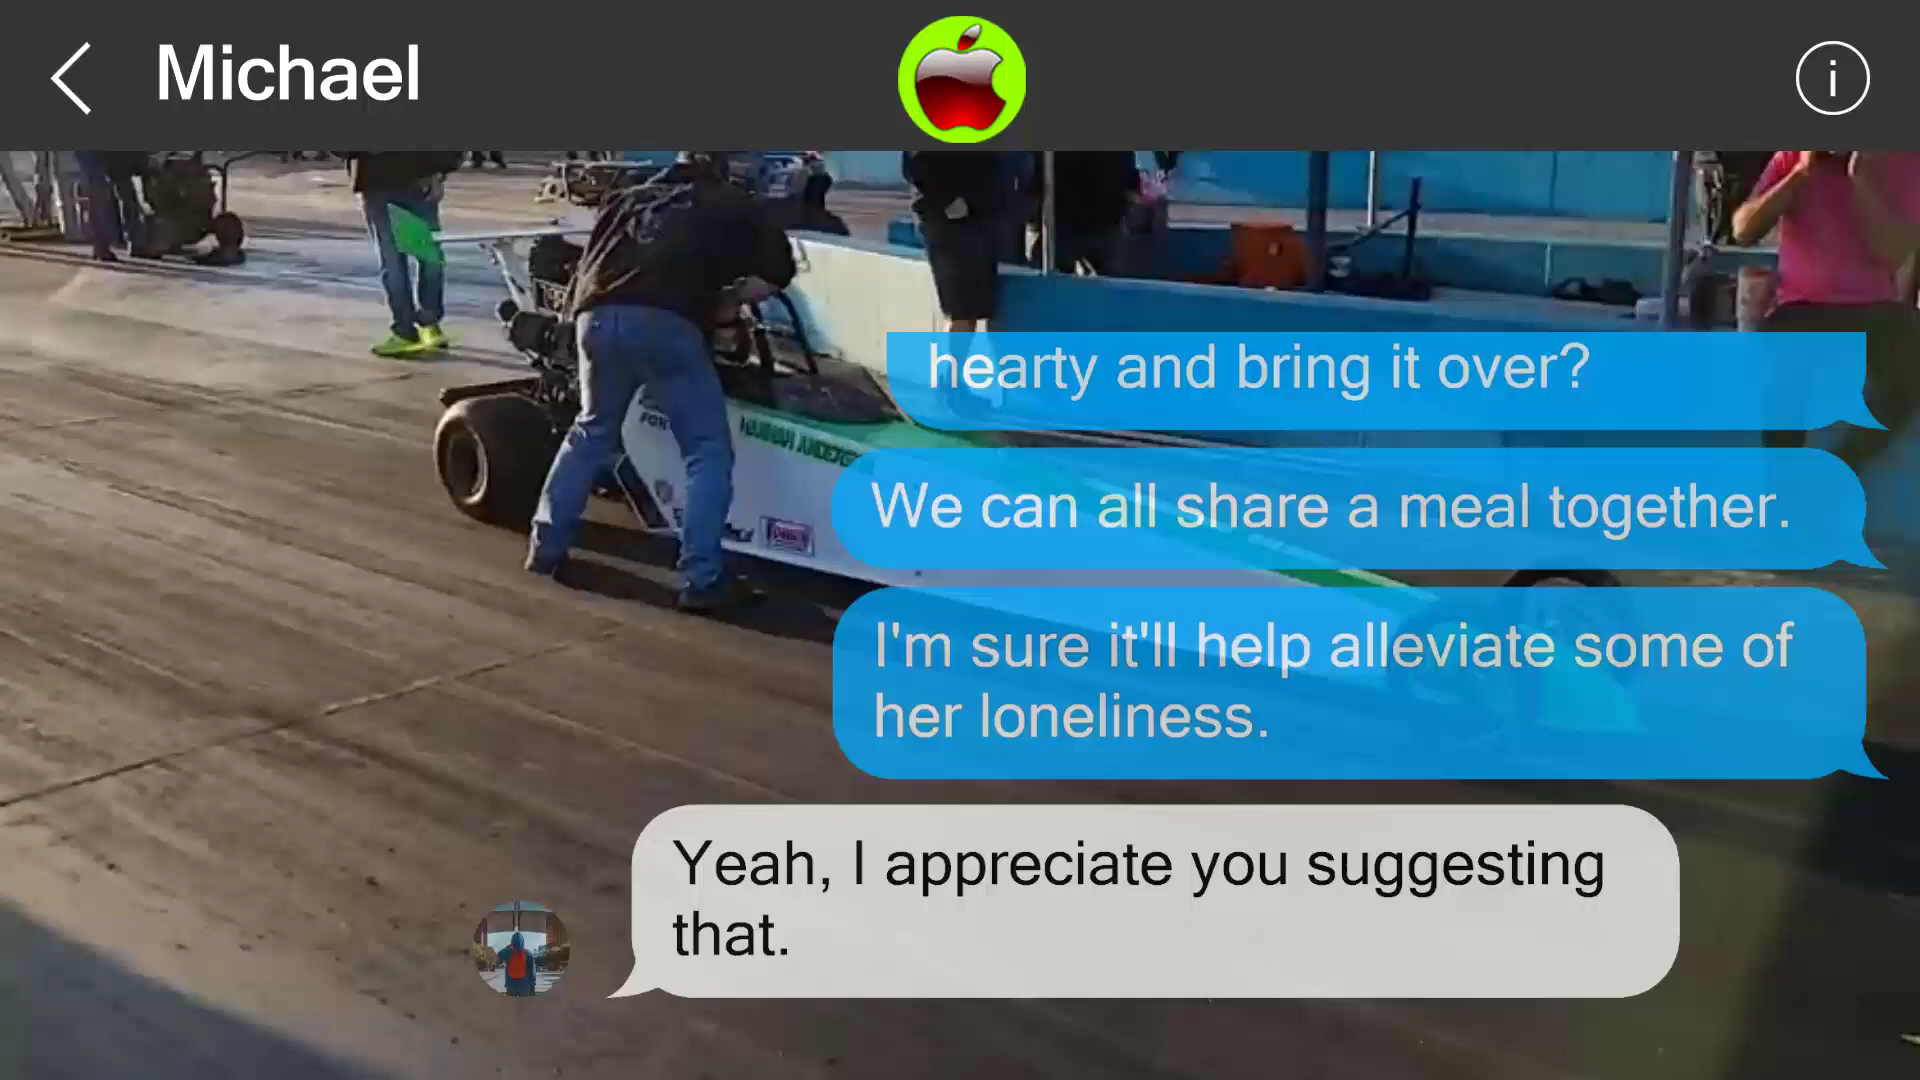 Michael
hearty and bring it over?
We can all share a meal together.
I'm sure it'll help alleviate some of
her loneliness.
Yeah, I appreciate you suggesting
that.